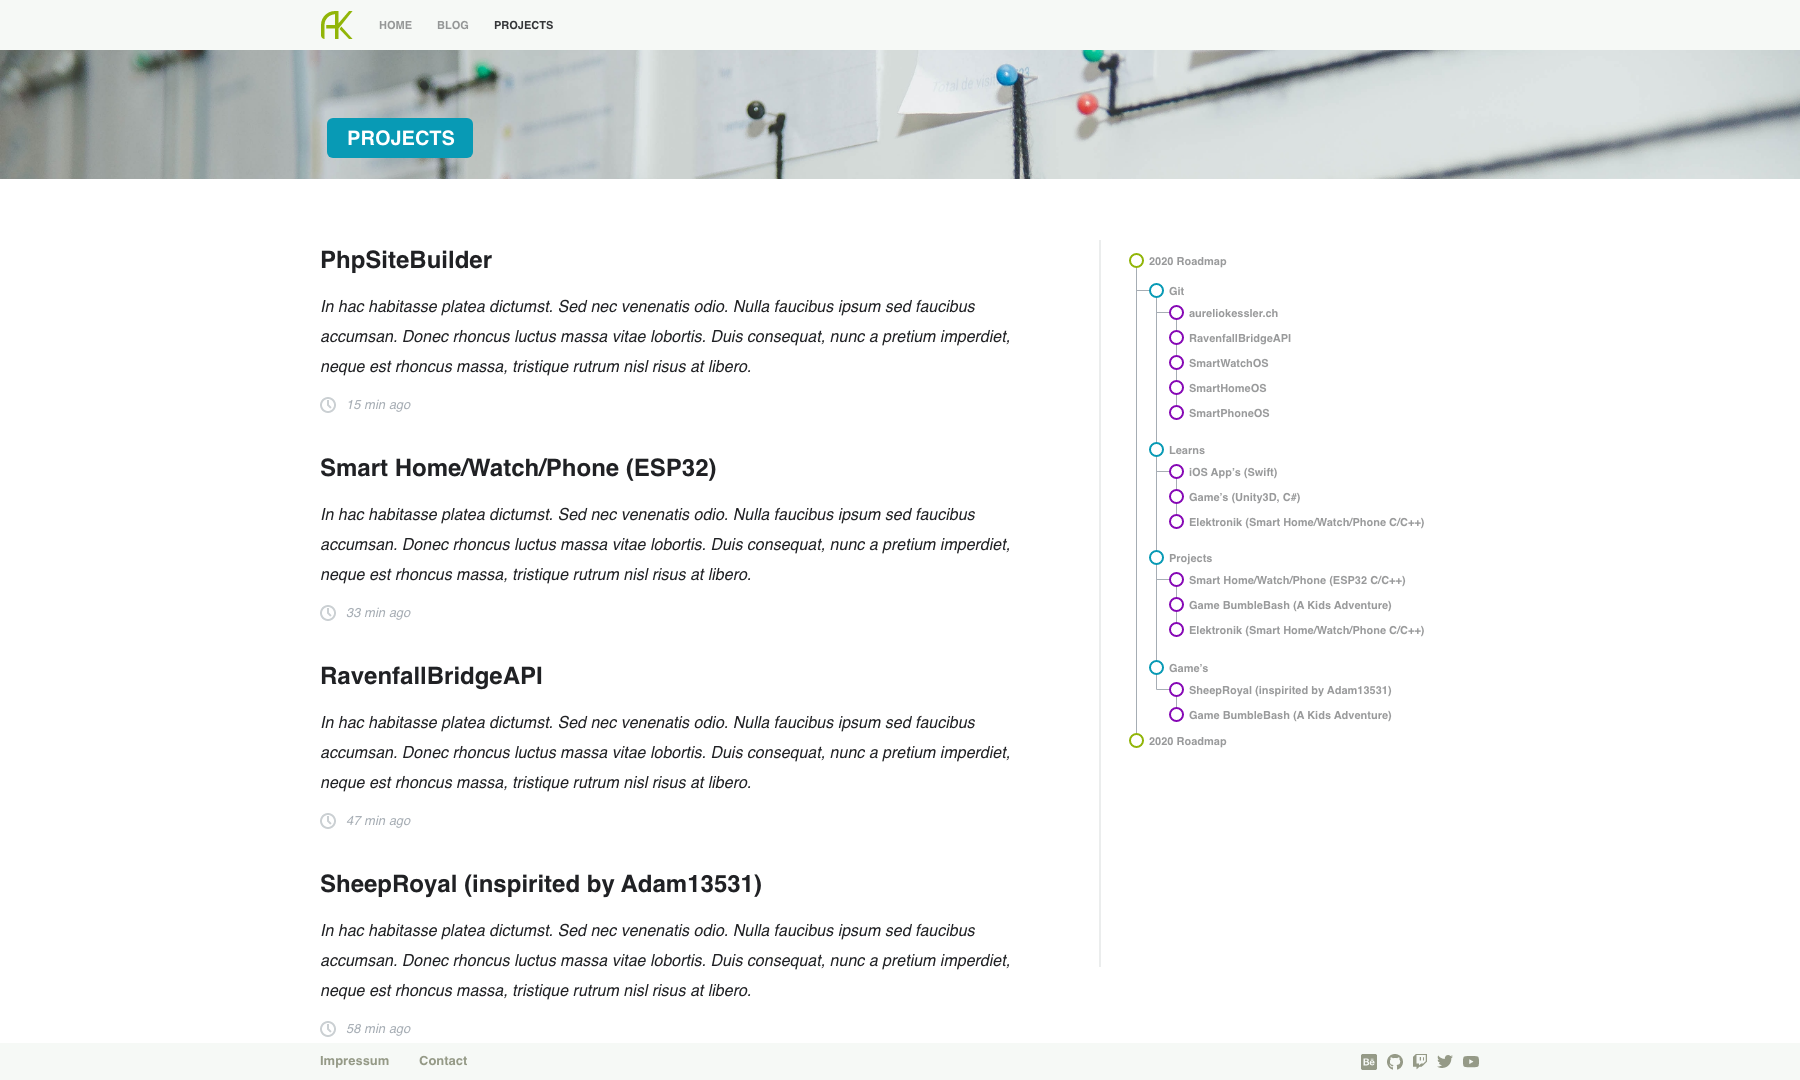 AK
HOME
BLOG
PROJECTS
PROJECTS
PhpSiteBuilder
In hac habitasse platea dictumst. Sed nec venenatis odio. Nulla faucibus ipsum sed faucibus
accumsan. Donec rhoncus luctus massa vitae lobortis. Duis consequat, nunc a pretium imperdiet,
neque est rhoncus massa, tristique rutrum nisl risus at libero.
15 min ago
Smart Home/Watch/Phone (ESP32)
In hac habitasse platea dictumst. Sed nec venenatis odio. Nulla faucibus ipsum sed faucibus
accumsan. Donec rhoncus luctus massa vitae lobortis. Duis consequat, nunc a pretium imperdiet,
neque est rhoncus massa, tristique rutrum nisl risus at libero.
33 min ago
RavenfallBridgeAPI
In hac habitasse platea dictumst. Sed nec venenatis odio. Nulla faucibus ipsum sed faucibus
accumsan. Donec rhoncus luctus massa vitae lobortis. Duis consequat, nunc a pretium imperdiet,
neque est rhoncus massa, tristique rutrum nisl risus at libero.
47 min ago
SheepRoyal (inspirited by Adam13531)
In hac habitasse platea dictumst. Sed nec venenatis odio. Nulla faucibus ipsum sed faucibus
accumsan. Donec rhoncus luctus massa vitae lobortis. Duis consequat, nunc a pretium imperdiet,
neque est rhoncus massa, tristique rutrum nisl risus at libero.
58 min ago
2020 Roadmap
Git
aureliokessler.ch
RavenfallBridgeAPI
SmartWatchOS
SmartHomeOS
SmartPhoneOS
Learns
iOS App's (Swift)
Game's (Unity3D, C#)
Elektronik (Smart Home/Watch/Phone C/C++)
Projects
Smart Home/Watch/Phone (ESP32 C/C++)
Game BumbleBash (A Kids Adventure)
Elektronik (Smart Home/Watch/Phone C/C++)
Game's
SheepRoyal (inspirited by Adam13531)
Game BumbleBash (A Kids Adventure)
2020 Roadmap
Impressum
Contact
Bē